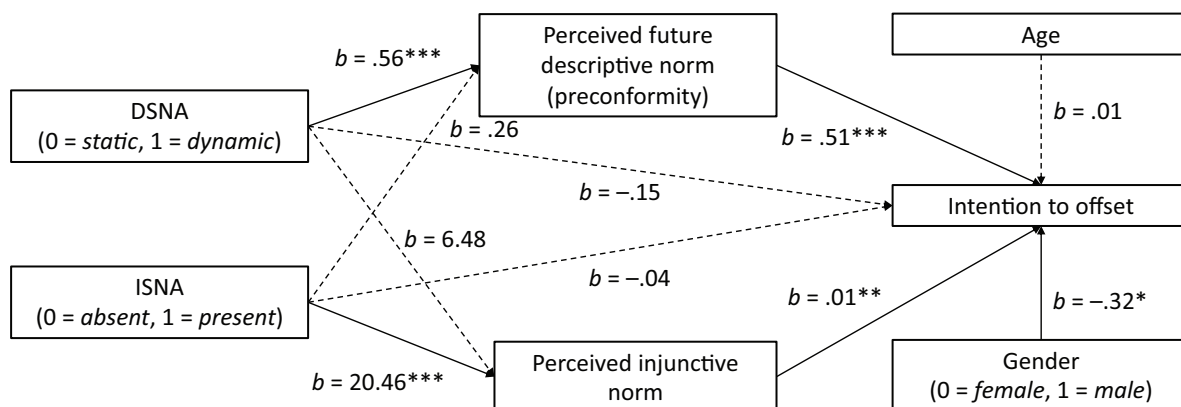 DSNA
(0 = static, 1 = dynamic)
ISNA
(0 = absent, 1 = present)
b = .56***
Perceived future
descriptive norm
(preconformity)
b = .26
b = –.15
b = 6.48
b = –.04
b = 20.46***
Perceived injunctive
norm
b = .51***
Age
b = .01
Intention to offset
b = .01**
b = –.32*
Gender
(0 = female, 1 = male)